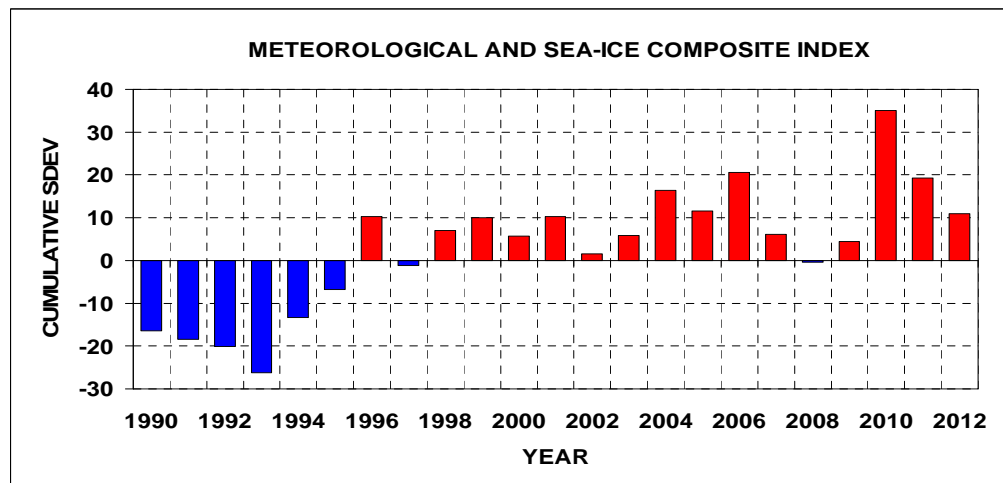 METEOROLOGICAL AND SEA-ICE COMPOSITE INDEX
CUMULATIVE SDEV
40
30
20
10
0
-10
-20
-30
1990 1992 1994 1996 1998 2000 2002 2004 2006 2008 2010 2012
YEAR